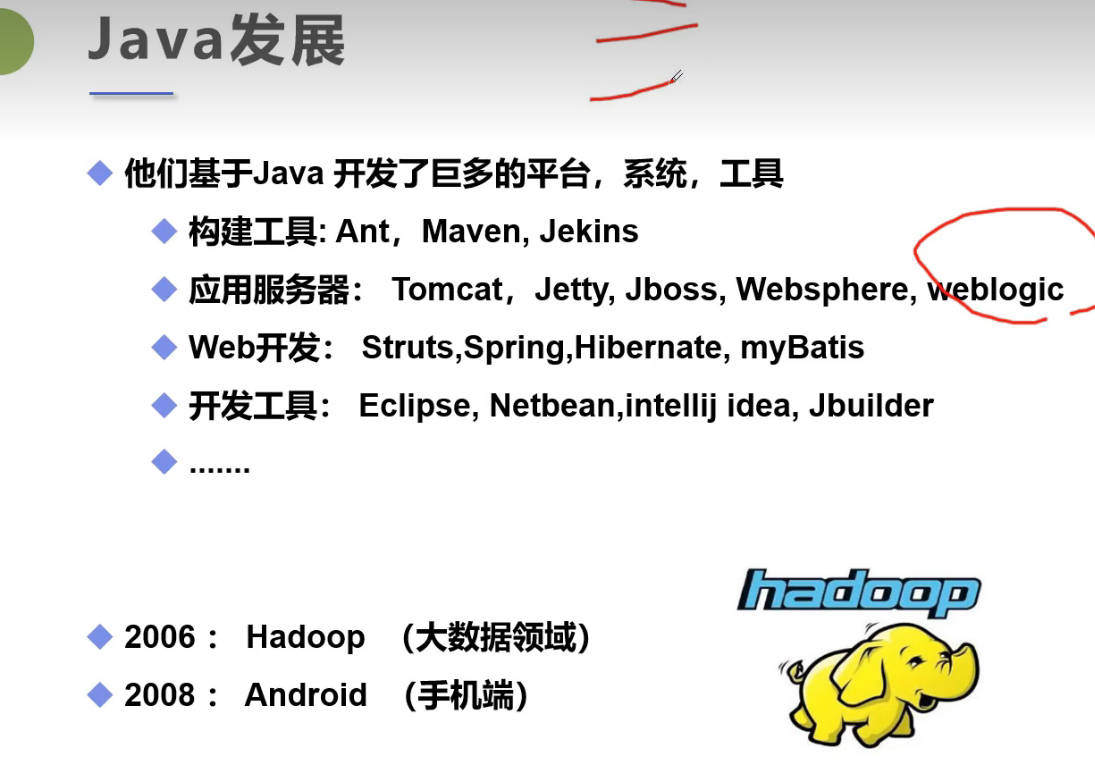 Java发展
他们基于Java 开发了巨多的平台，系统，工具
构建工具: Ant，Maven, Jekins
应用服务器： Tomcat，Jetty, Jboss, Websphere, weblogic
Web开发： Struts,Spring,Hibernate, myBatis
开发工具： Eclipse, Netbean,intellij idea, Jbuilder
.......
hadoop
2006： Hadoop （大数据领域）
2008： Android （手机端）